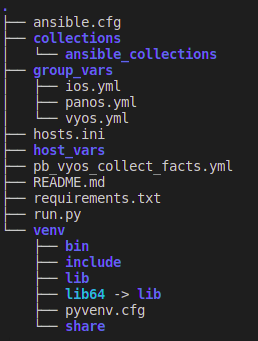 .
├── ansible.cfg
├── collections
│   └── ansible_collections
├── group_vars
│   ├── ios.yml
│   ├── panos.yml
│   └── vyos.yml
├── hosts.ini
├── host_vars
├── pb_vyos_collect_facts.yml
├── README.md
├── requirements.txt
├── run.py
└── venv
    ├── bin
    ├── include
    ├── lib
    ├── lib64 -> lib
    ├── pyvenv.cfg
    └── share